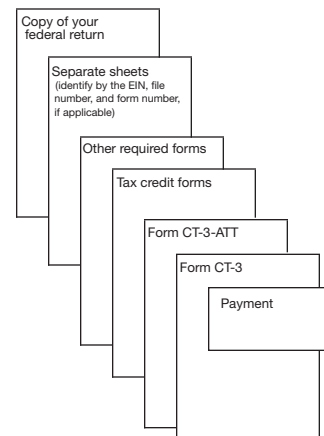 Copy of your
federal return
Separate sheets
(identify by the EIN, file
number, and form number,
if applicable)
Other required forms
Tax credit forms
Form CT-3-ATT
Form CT-3
Payment